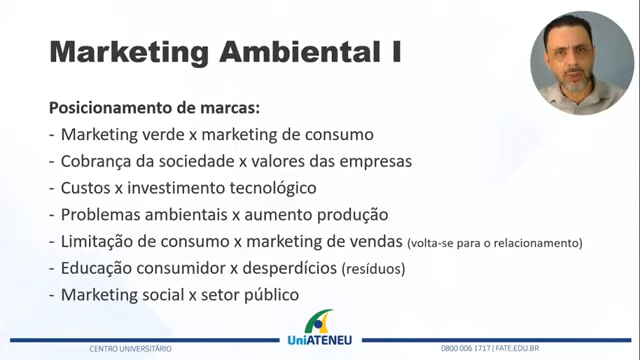 Marketing Ambiental I
Posicionamento de marcas:
- Marketing verde x marketing de consumo
- Cobrança da sociedade x valores das empresas
- Custos x investimento tecnológico
- Problemas ambientais x aumento produção
- Limitação de consumo x marketing de vendas (volta-se para o relacionamento)
- Educação consumidor x desperdícios (resíduos)
- Marketing social x setor público
CENTRO UNIVERSITÁRIO
UniATENEU
0800 006 1717 | FATE.EDU.BR